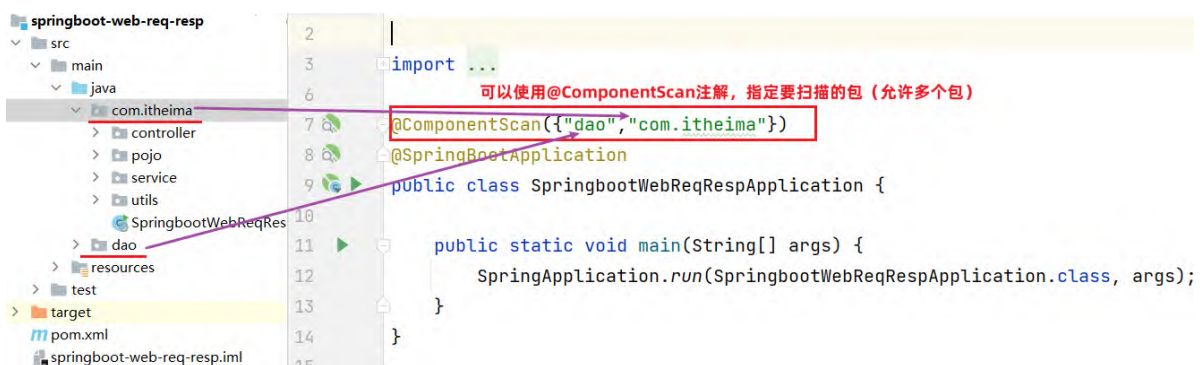 springboot-web-req-resp
src
main
java
com.itheima
controller
pojo
service
utils
SpringbootWebReqRes
dao
resources
test
target
pom.xml
springboot-web-req-resp.iml
2
3 import ...
6
可以使用@ComponentScan注解，指定要扫描的包（允许多个包）
7 @ComponentScan({"dao","com.itheima"})
8 @SpringBootApplication
9 public class SpringbootWebReqRespApplication {
10
11 public static void main(String[] args) {
12 SpringApplication.run(SpringbootWebReqRespApplication.class, args);
13 }
14 }
15